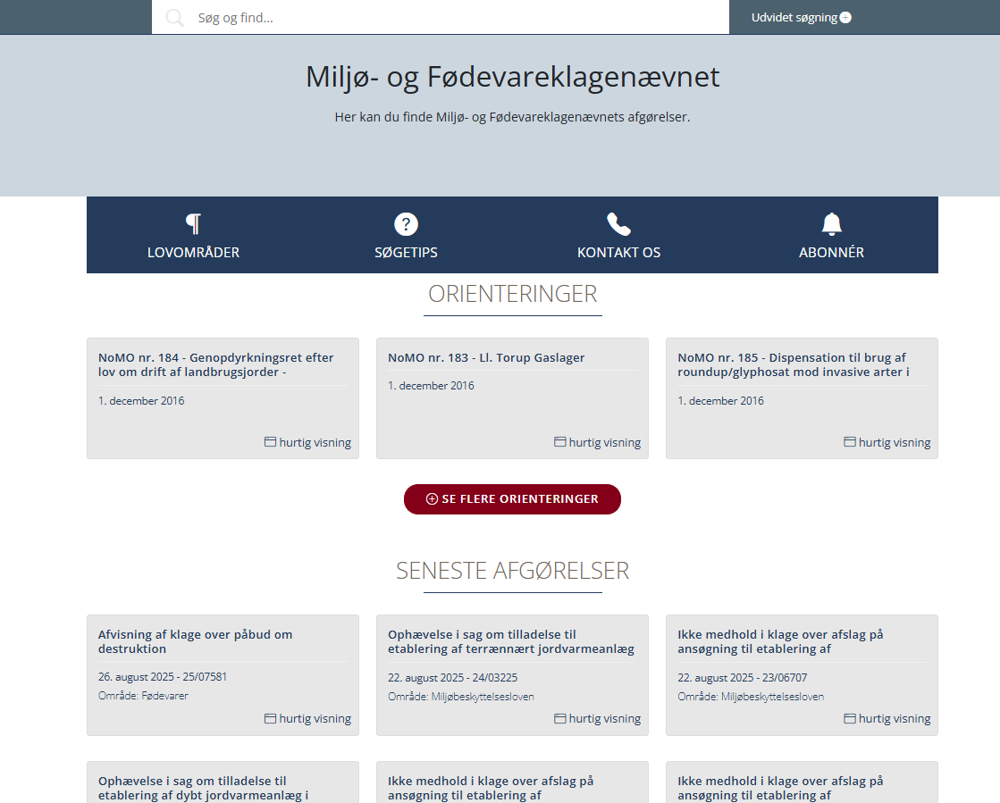 Søg og find...
Udvidet søgning
Miljø- og Fødevareklagenævnet
Her kan du finde Miljø- og Fødevareklagenævnets afgørelser.
LOVOMRÅDER
SØGETIPS
KONTAKT OS
ABONNÉR
ORIENTERINGER
NoMO nr. 184 - Genopdyrkningsret efter
lov om drift af landbrugsjorder -
1. december 2016
hurtig visning
NoMO nr. 183 - Ll. Torup Gaslager
1. december 2016
hurtig visning
NoMO nr. 185 - Dispensation til brug af
roundup/glyphosat mod invasive arter i
1. december 2016
hurtig visning
SE FLERE ORIENTERINGER
SENESTE AFGØRELSER
Afvisning af klage over påbud om
destruktion
26. august 2025 - 25/07581
Område: Fødevarer
hurtig visning
Ophævelse i sag om tilladelse til
etablering af terrænnært jordvarmeanlæg
22. august 2025 - 24/03225
Område: Miljøbeskyttelsesloven
hurtig visning
Ikke medhold i klage over afslag på
ansøgning til etablering af
22. august 2025 - 23/06707
Område: Miljøbeskyttelsesloven
hurtig visning
Ophævelse i sag om tilladelse til
etablering af dybt jordvarmeanlæg i
Ikke medhold i klage over afslag på
ansøgning til etablering af
Ikke medhold i klage over afslag på
ansøgning til etablering af